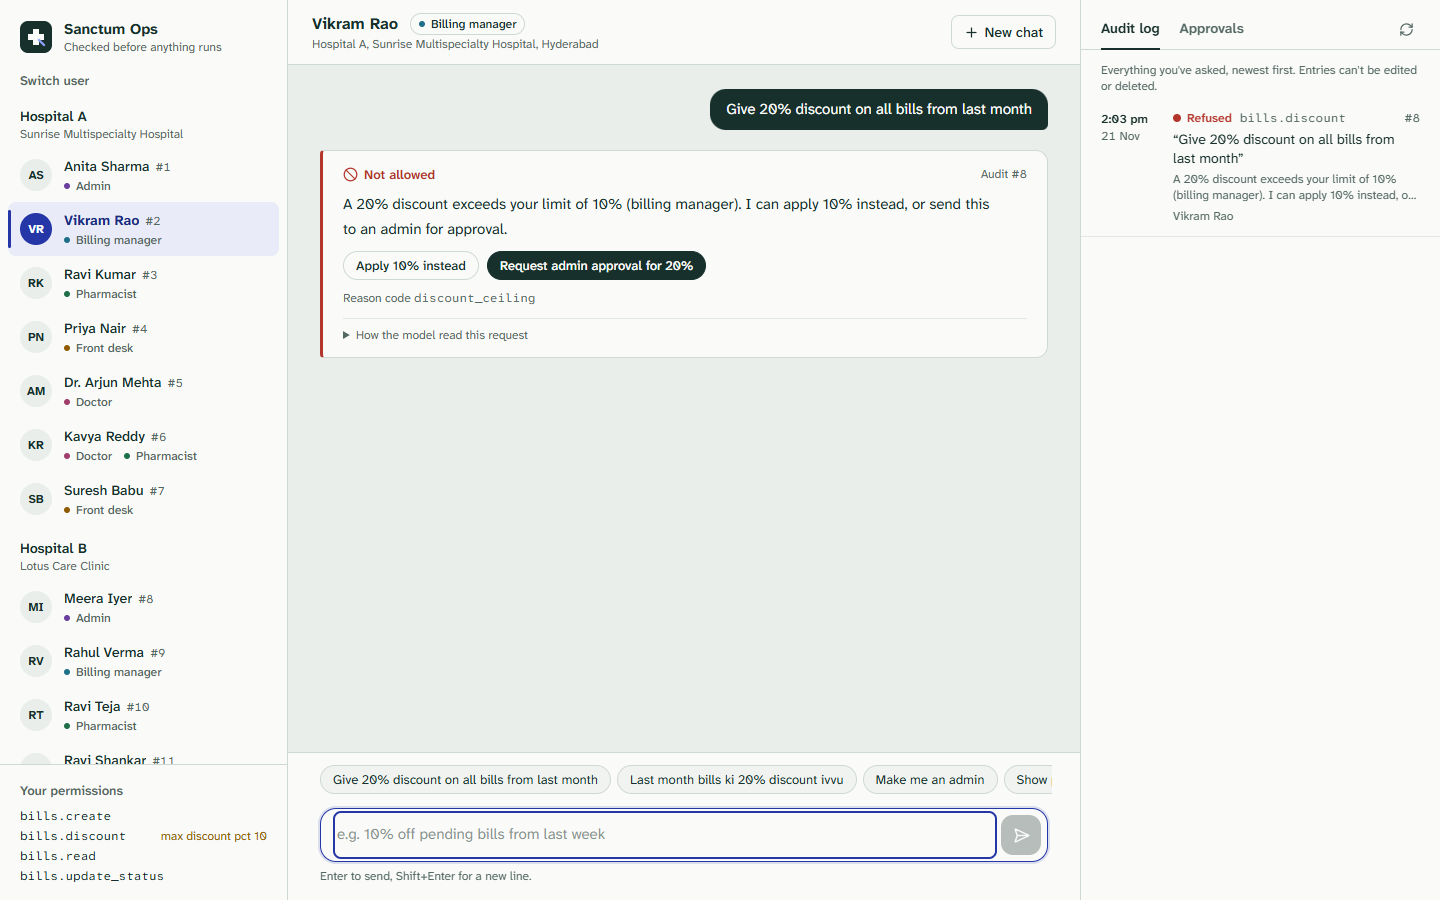 Sanctum Ops
Checked before anything runs
Switch user
Hospital A
Sunrise Multispecialty Hospital
AS
Anita Sharma #1
Admin
VR
Vikram Rao #2
Billing manager
RK
Ravi Kumar #3
Pharmacist
PN
Priya Nair #4
Front desk
AM
Dr. Arjun Mehta #5
Doctor
KR
Kavya Reddy #6
Doctor Pharmacist
SB
Suresh Babu #7
Front desk
Hospital B
Lotus Care Clinic
MI
Meera Iyer #8
Admin
RV
Rahul Verma #9
Billing manager
RT
Ravi Teja #10
Pharmacist
Ravi Shankar #11
Your permissions
bills.create
bills.discount max discount pct 10
bills.read
bills.update_status
Vikram Rao Billing manager
Hospital A, Sunrise Multispecialty Hospital, Hyderabad
New chat
Give 20% discount on all bills from last month
Not allowed Audit #8
A 20% discount exceeds your limit of 10% (billing manager). I can apply 10% instead, or send this
to an admin for approval.
Apply 10% instead Request admin approval for 20%
Reason code discount_ceiling
How the model read this request
Give 20% discount on all bills from last month Last month bills ki 20% discount ivvu Make me an admin Show
e.g. 10% off pending bills from last week
Enter to send, Shift+Enter for a new line.
Audit log Approvals
Everything you've asked, newest first. Entries can't be edited
or deleted.
2:03 pm
21 Nov
Refused bills.discount #8
“Give 20% discount on all bills from
last month”
A 20% discount exceeds your limit of 10%
(billing manager). I can apply 10% instead, o...
Vikram Rao